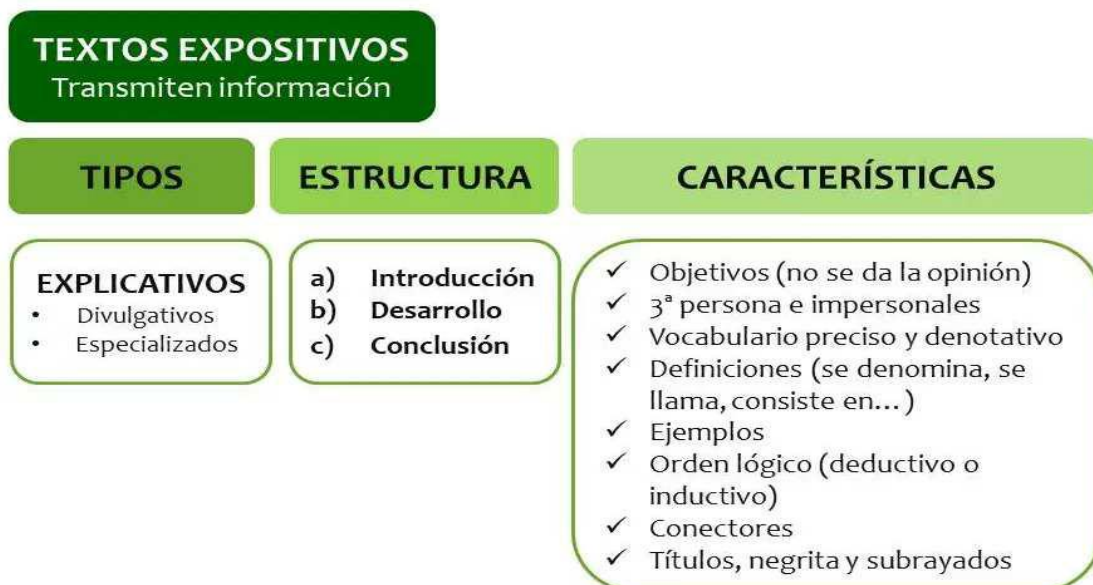 TEXTOS EXPOSITIVOS
Transmiten información
TIPOS
ESTRUCTURA
CARACTERÍSTICAS
EXPLICATIVOS
• Divulgativos
• Especializados
a) Introducción
b) Desarrollo
c) Conclusión
✓ Objetivos (no se da la opinión)
✓ 3ª persona e impersonales
✓ Vocabulario preciso y denotativo
✓ Definiciones (se denomina, se
llama, consiste en...)
✓ Ejemplos
✓ Orden lógico (deductivo o
inductivo)
✓ Conectores
✓ Títulos, negrita y subrayados